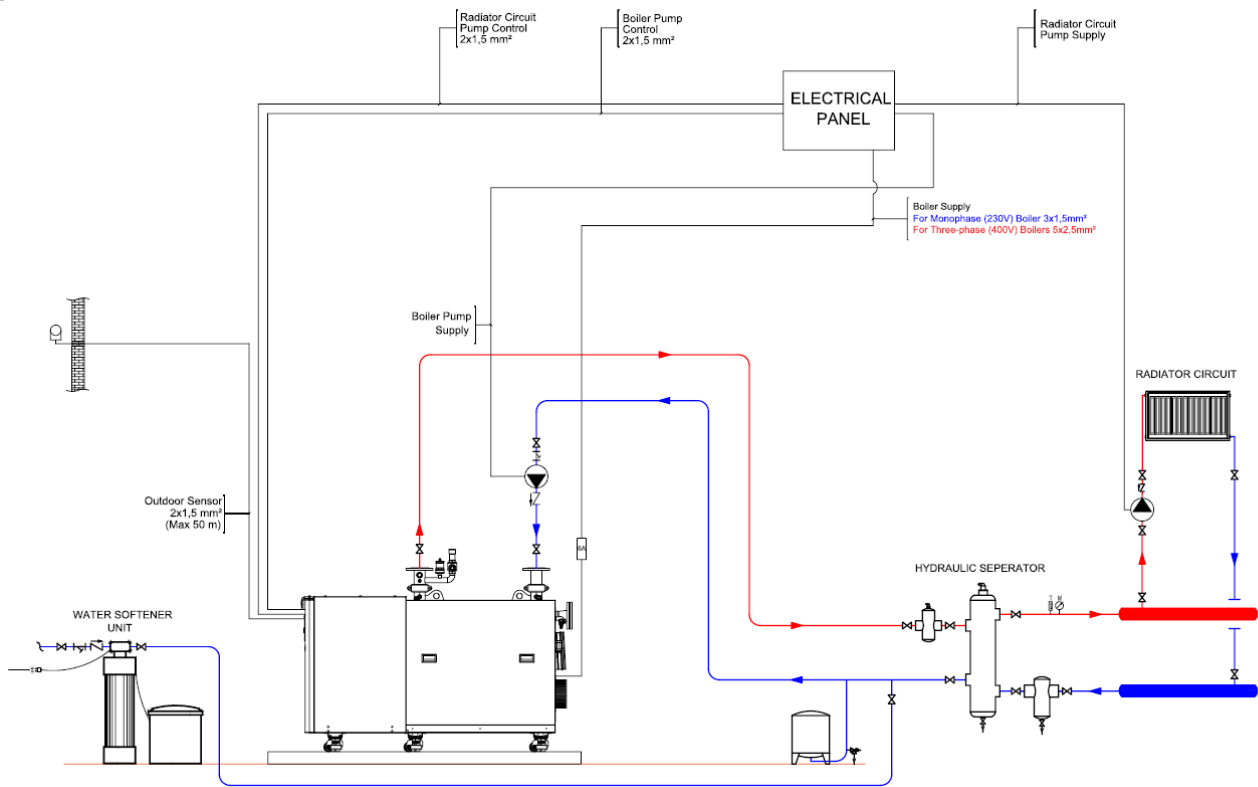 Radiator Circuit
Pump Control
2x1,5 mm²
Boiler Pump
Control
2x1,5 mm²
Radiator Circuit
Pump Supply
ELECTRICAL
PANEL
Boiler Supply
For Monophase (230V) Boiler 3x1,5mm²
For Three-phase (400V) Boilers 5x2,5mm²
Boiler Pump
Supply
RADIATOR CIRCUIT
Outdoor Sensor
2x1,5 mm²
(Max 50 m)
6A
HYDRAULIC SEPERATOR
T
M
WATER SOFTENER
UNIT